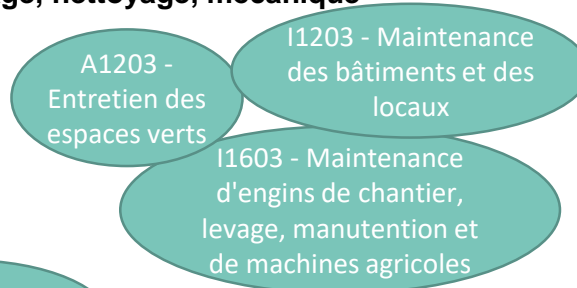 nettoyage, mécanique
A1203 -
Entretien des
espaces verts
I1203 - Maintenance
des bâtiments et des
locaux
I1603 - Maintenance
d'engins de chantier,
levage, manutention et
de machines agricoles